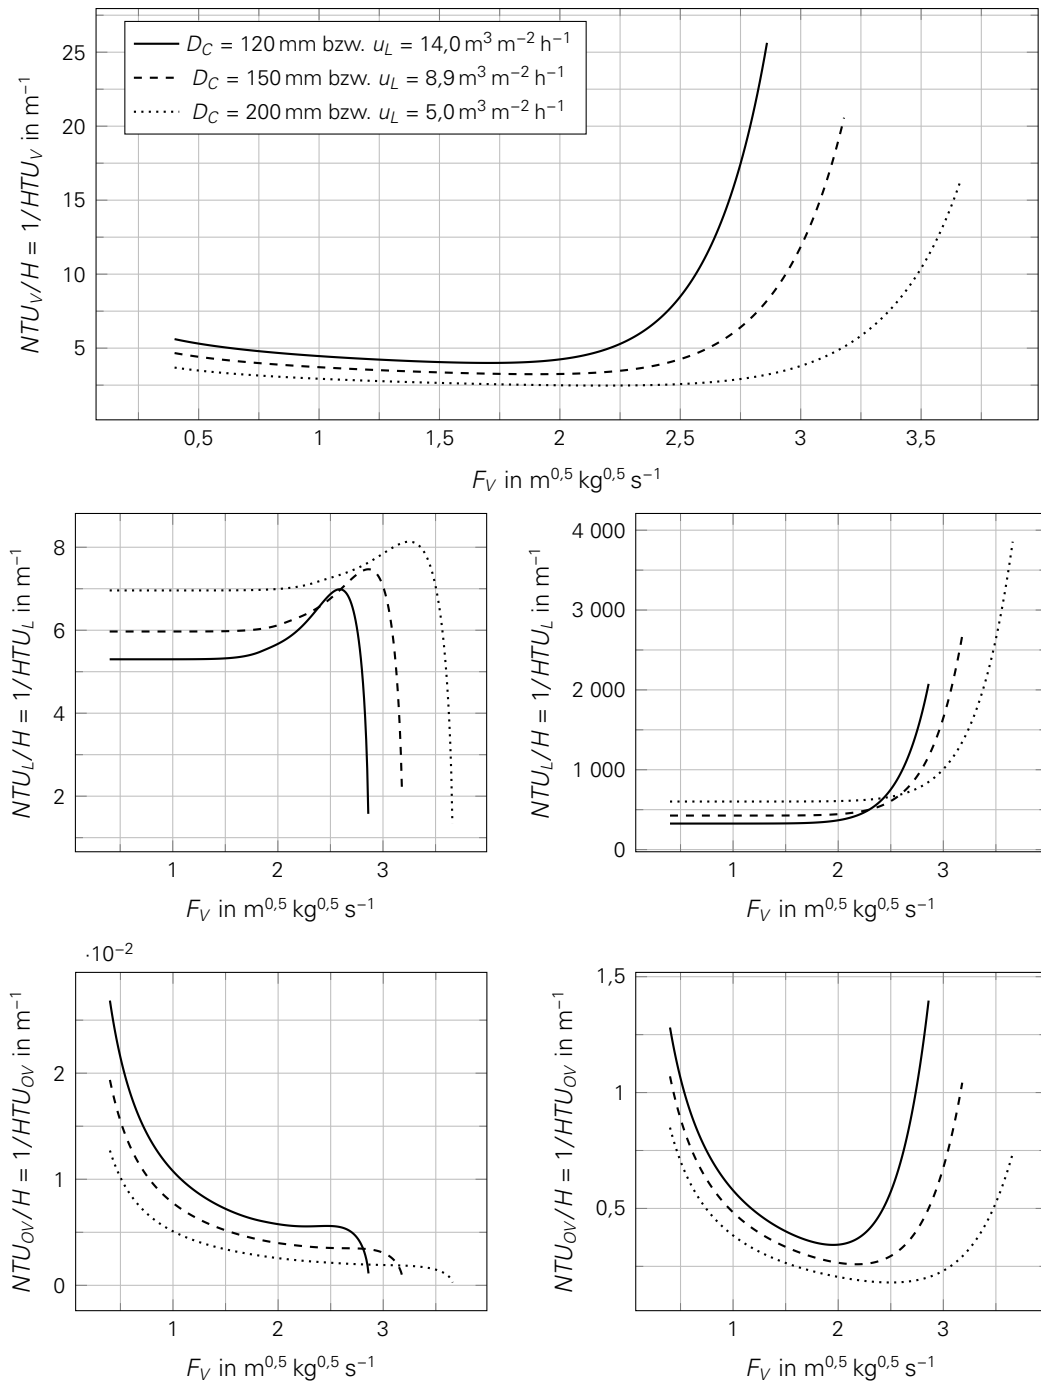 D_C = 120 mm bzw. u_L = 14,0 m³ m⁻² h⁻¹
D_C = 150 mm bzw. u_L = 8,9 m³ m⁻² h⁻¹
D_C = 200 mm bzw. u_L = 5,0 m³ m⁻² h⁻¹
NTU_V/H = 1/HTU_V in m⁻¹
25
20
15
10
5
0,5 1 1,5 2 2,5 3 3,5
F_V in m^0,5 kg^0,5 s⁻¹
NTU_L/H = 1/HTU_L in m⁻¹
8
6
4
2
1 2 3
F_V in m^0,5 kg^0,5 s⁻¹
NTU_L/H = 1/HTU_L in m⁻¹
4 000
3 000
2 000
1 000
0
1 2 3
F_V in m^0,5 kg^0,5 s⁻¹
·10⁻²
NTU_OV/H = 1/HTU_OV in m⁻¹
2
1
0
1 2 3
F_V in m^0,5 kg^0,5 s⁻¹
NTU_OV/H = 1/HTU_OV in m⁻¹
1,5
1
0,5
1 2 3
F_V in m^0,5 kg^0,5 s⁻¹